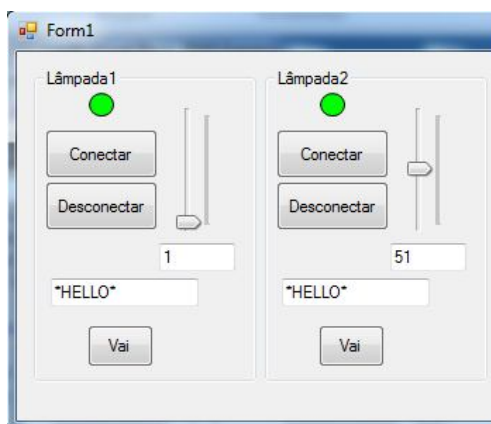 Form1
Lâmpada1
Conectar
Desconectar
1
*HELLO*
Vai
Lâmpada2
Conectar
Desconectar
51
*HELLO*
Vai